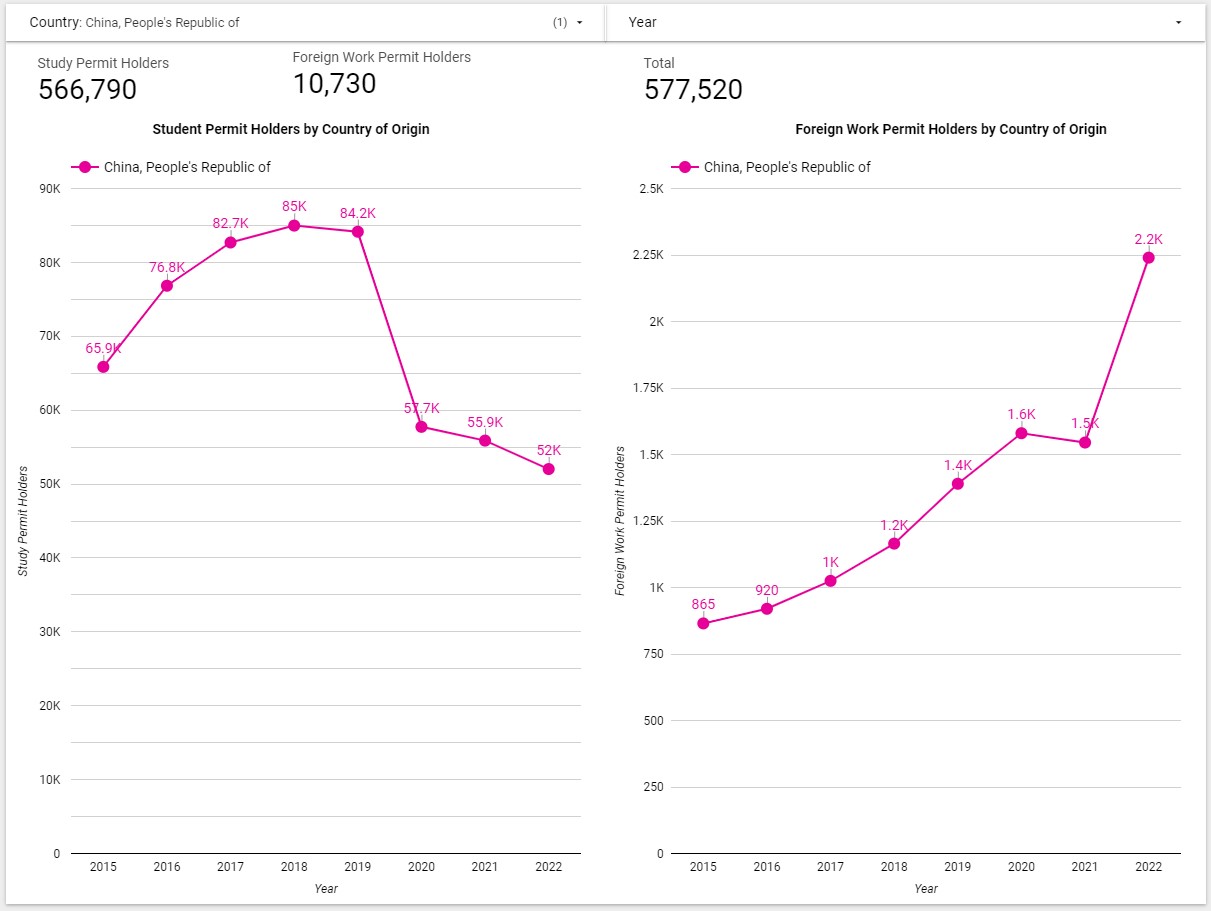 Country: China, People's Republic of (1)
Year
Study Permit Holders
566,790
Foreign Work Permit Holders
10,730
Total
577,520
Student Permit Holders by Country of Origin
China, People's Republic of
90K
80K
70K
60K
50K
40K
30K
20K
10K
0
Study Permit Holders
65.9K
76.8K
82.7K
85K
84.2K
57.7K
55.9K
52K
2015 2016 2017 2018 2019 2020 2021 2022
Year
Foreign Work Permit Holders by Country of Origin
China, People's Republic of
2.5K
2.25K
2K
1.75K
1.5K
1.25K
1K
750
500
250
0
Foreign Work Permit Holders
865
920
1K
1.2K
1.4K
1.6K
1.5K
2.2K
2015 2016 2017 2018 2019 2020 2021 2022
Year